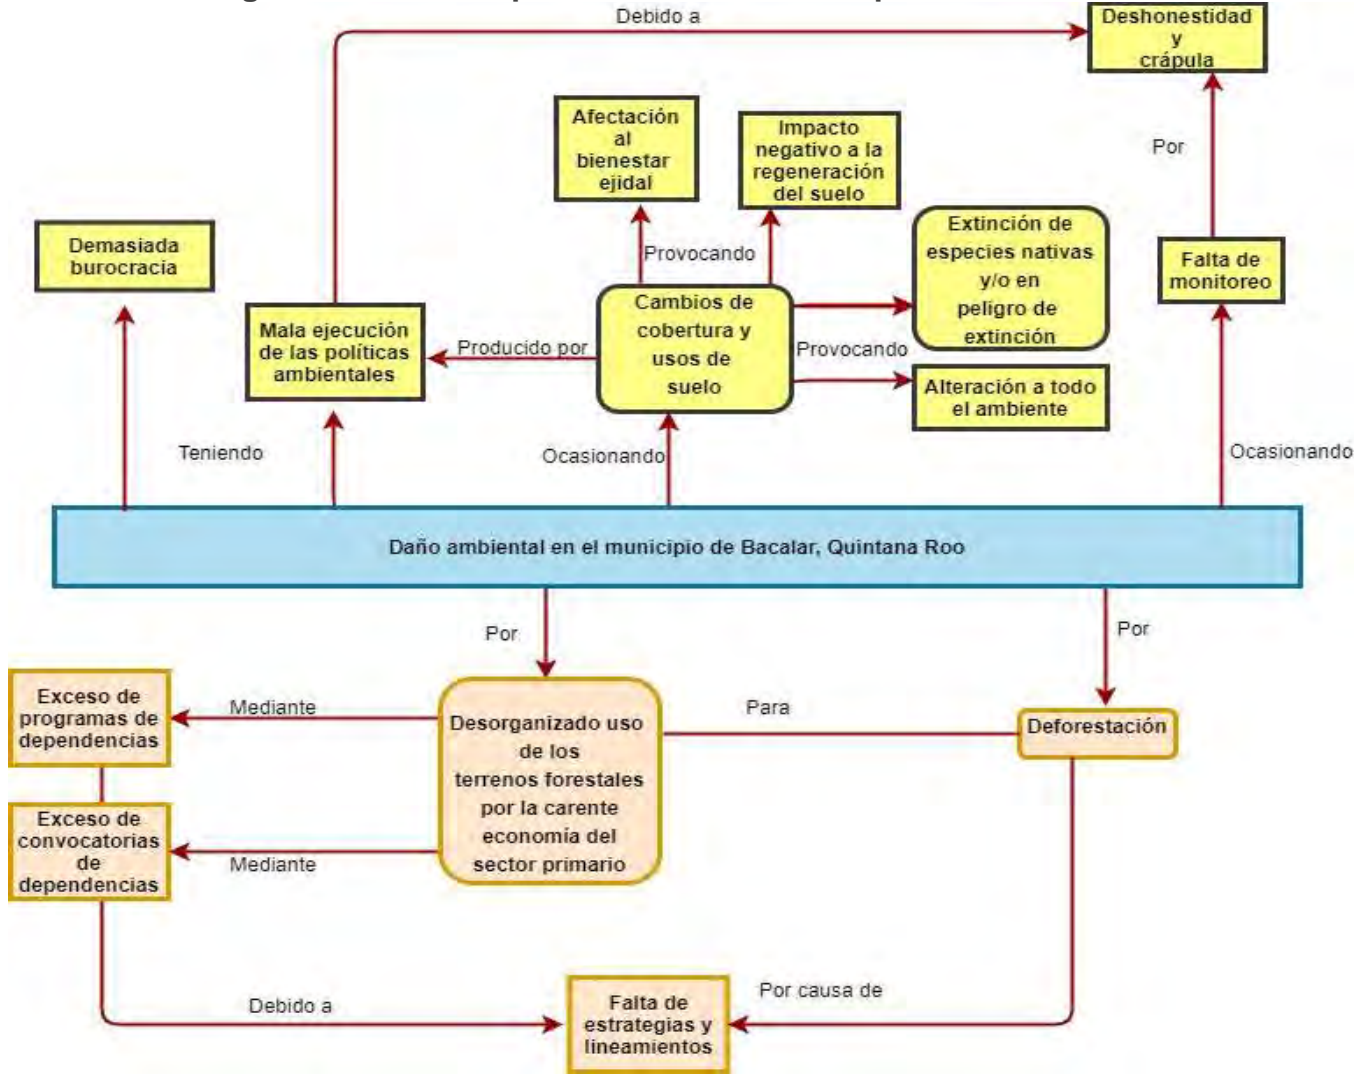 Debido a
Deshonestidad
y
crápula
Afectación
al
bienestar
ejidal
Impacto
negativo a la
regeneración
del suelo
Por
Demasiada
burocracia
Provocando
Extinción de
especies nativas
y/o en
peligro de
extinción
Falta de
monitoreo
Mala ejecución
de las políticas
ambientales
Producido por
Cambios de
cobertura y
usos de
suelo
Provocando
Alteración a todo
el ambiente
Teniendo
Ocasionando
Ocasionando
Daño ambiental en el municipio de Bacalar, Quintana Roo
Por
Por
Exceso de
programas de
dependencias
Mediante
Desorganizado uso
de los
terrenos forestales
por la carente
economía del
sector primario
Para
Deforestación
Exceso de
convocatorias
de
dependencias
Mediante
Debido a
Falta de
estrategias y
lineamientos
Por causa de